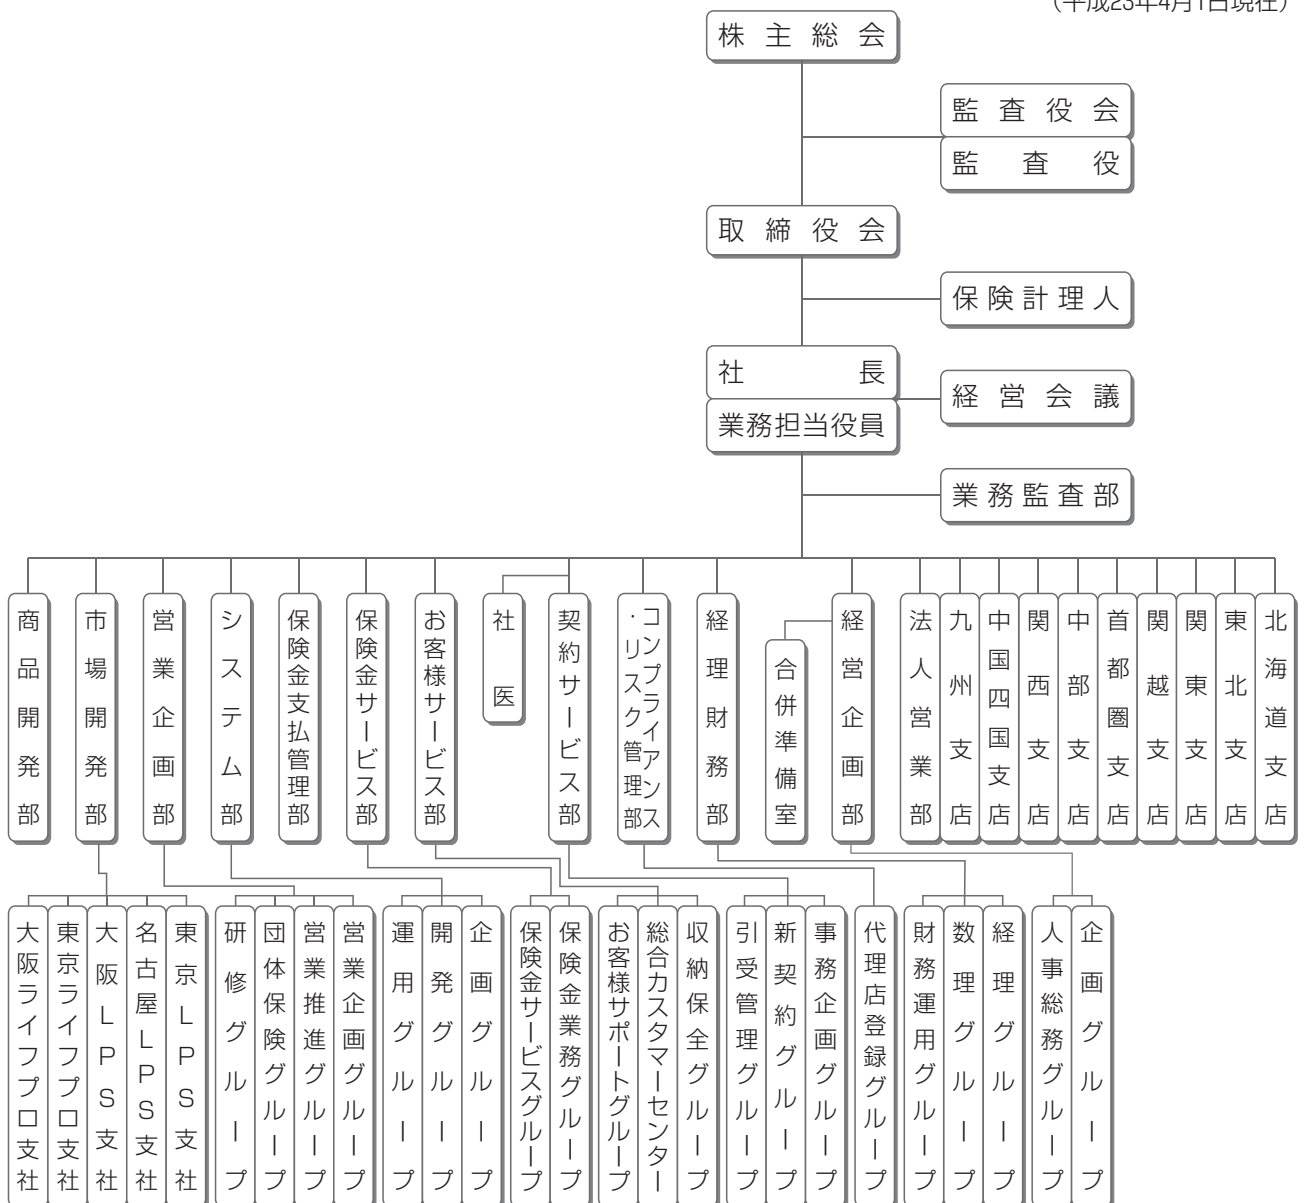 (平成23年4月1日現在)
株主総会
監査役会
監査役
取締役会
保険計理人
社長
業務担当役員
経営会議
業務監査部
商品開発部
市場開発部
営業企画部
システム部
保険金支払管理部
保険金サービス部
お客様サービス部
社医
契約サービス部
コンプライアンス
・リスク管理部
経理財務部
合併準備室
経営企画部
法人営業部
九州支店
中国四国支店
関西支店
中部支店
首都圏支店
関越支店
関東支店
東北支店
北海道支店
大阪ライフプロ支社
東京ライフプロ支社
大阪LPS支社
名古屋LPS支社
東京LPS支社
研修グループ
団体保険グループ
営業推進グループ
営業企画グループ
運用グループ
開発グループ
企画グループ
保険金サービスグループ
保険金業務グループ
お客様サポートグループ
総合カスタマーセンター
収納保全グループ
引受管理グループ
新契約グループ
事務企画グループ
代理店登録グループ
財務運用グループ
数理グループ
経理グループ
人事総務グループ
企画グループ